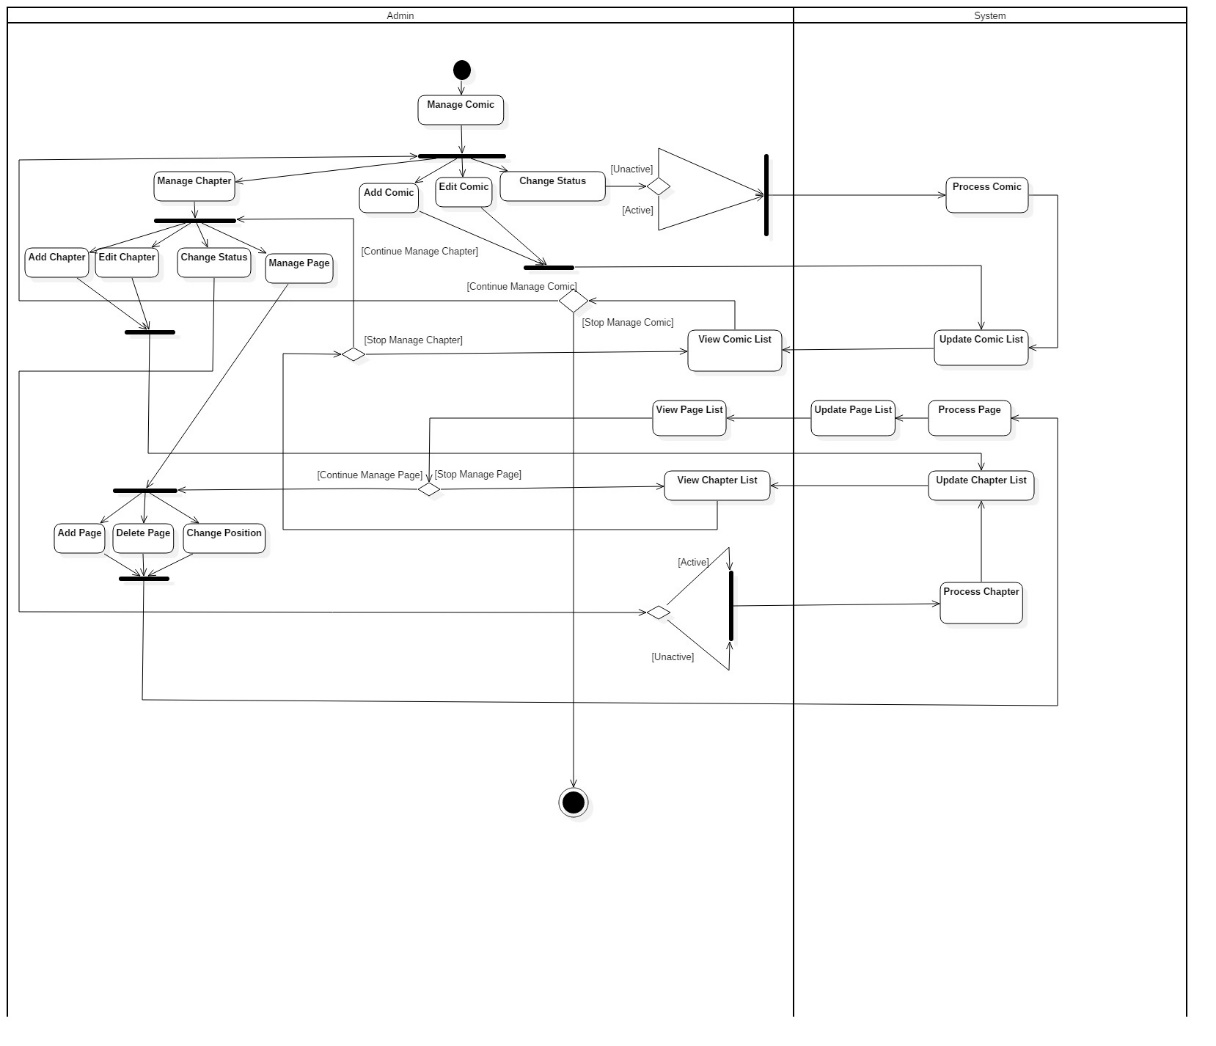 Admin
System
Manage Comic
[Unactive]
Manage Chapter
Add Comic
Edit Comic
Change Status
Process Comic
[Active]
Add Chapter
Edit Chapter
Change Status
Manage Page
[Continue Manage Chapter]
[Continue Manage Comic]
[Stop Manage Comic]
[Stop Manage Chapter]
View Comic List
Update Comic List
View Page List
Update Page List
Process Page
[Continue Manage Page]
[Stop Manage Page]
View Chapter List
Update Chapter List
Add Page
Delete Page
Change Position
[Active]
Process Chapter
[Unactive]